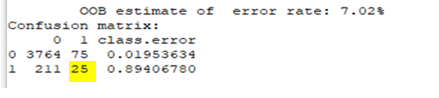 OOB estimate of  error rate: 7.02%
Confusion matrix:
0  1 class.error
0 3764 75  0.01953634
1  211 25  0.89406780